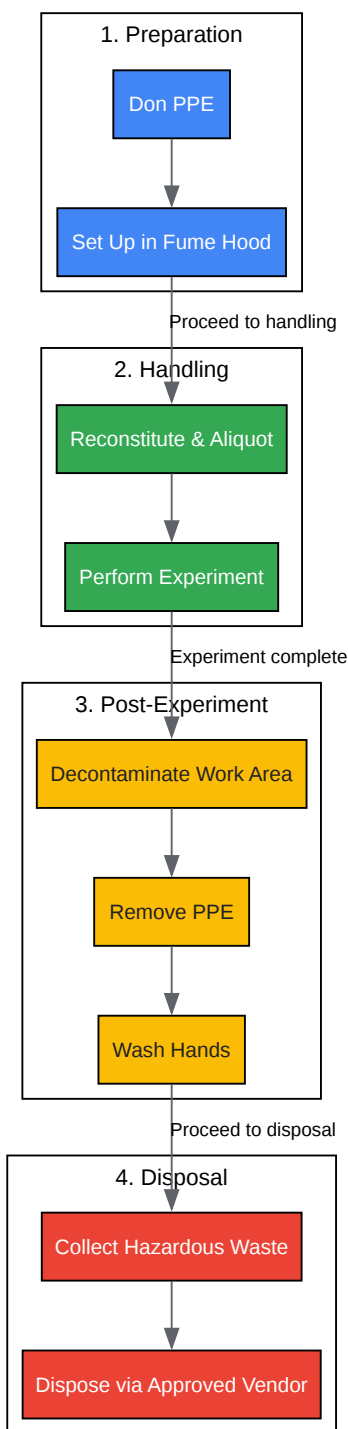 1. Preparation
Don PPE
Set Up in Fume Hood
Proceed to handling
2. Handling
Reconstitute & Aliquot
Perform Experiment
Experiment complete
3. Post-Experiment
Decontaminate Work Area
Remove PPE
Wash Hands
Proceed to disposal
4. Disposal
Collect Hazardous Waste
Dispose via Approved Vendor